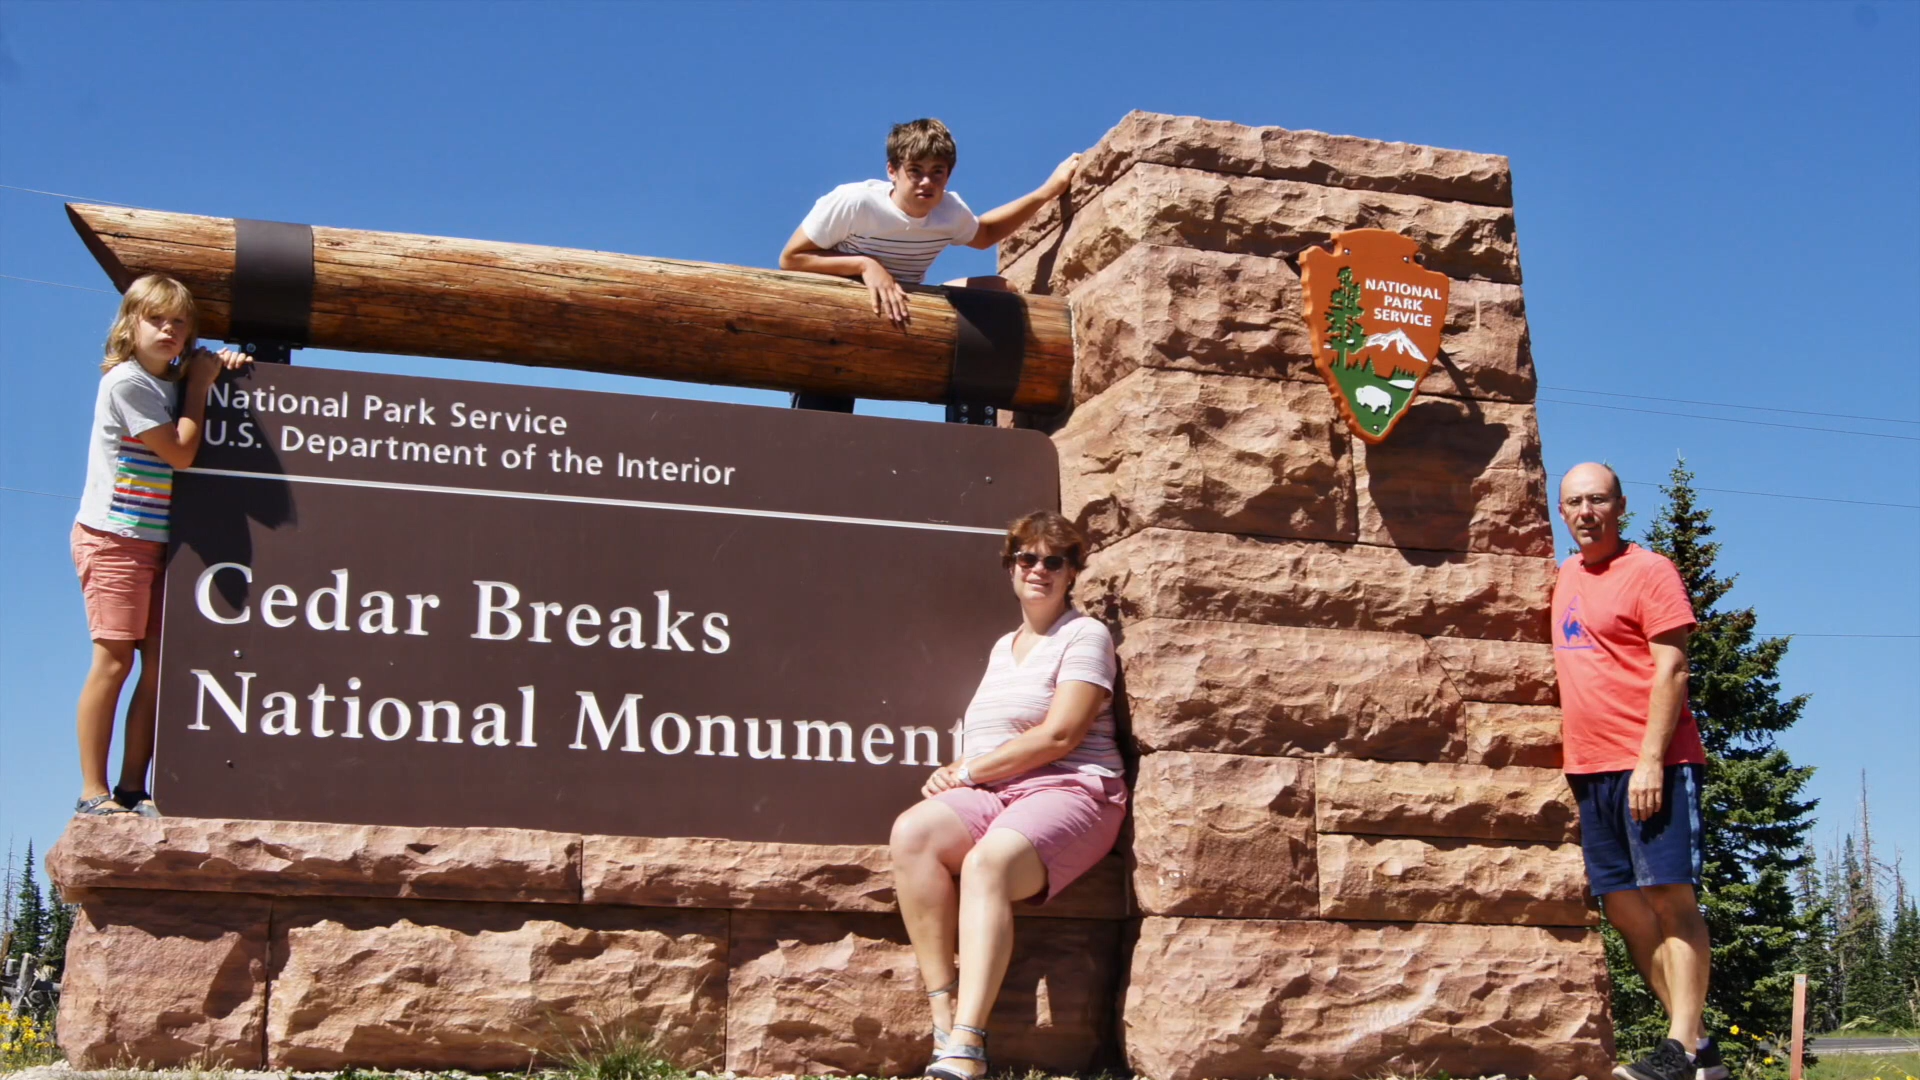 National Park Service
U.S. Department of the Interior
Cedar Breaks
National Monument
NATIONAL
PARK
SERVICE